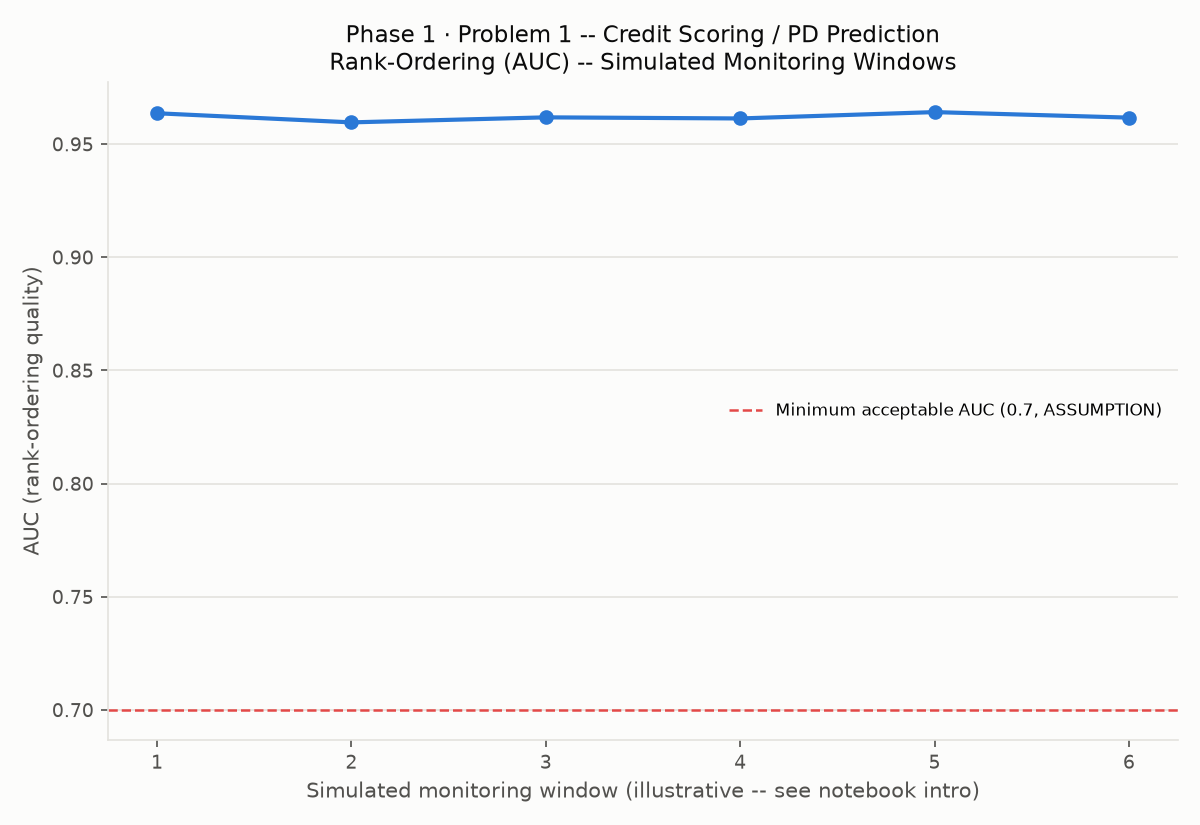 Phase 1 · Problem 1 -- Credit Scoring / PD Prediction
Rank-Ordering (AUC) -- Simulated Monitoring Windows
AUC (rank-ordering quality)
0.95
0.90
0.85
0.80
0.75
0.70
Minimum acceptable AUC (0.7, ASSUMPTION)
1 2 3 4 5 6
Simulated monitoring window (illustrative -- see notebook intro)